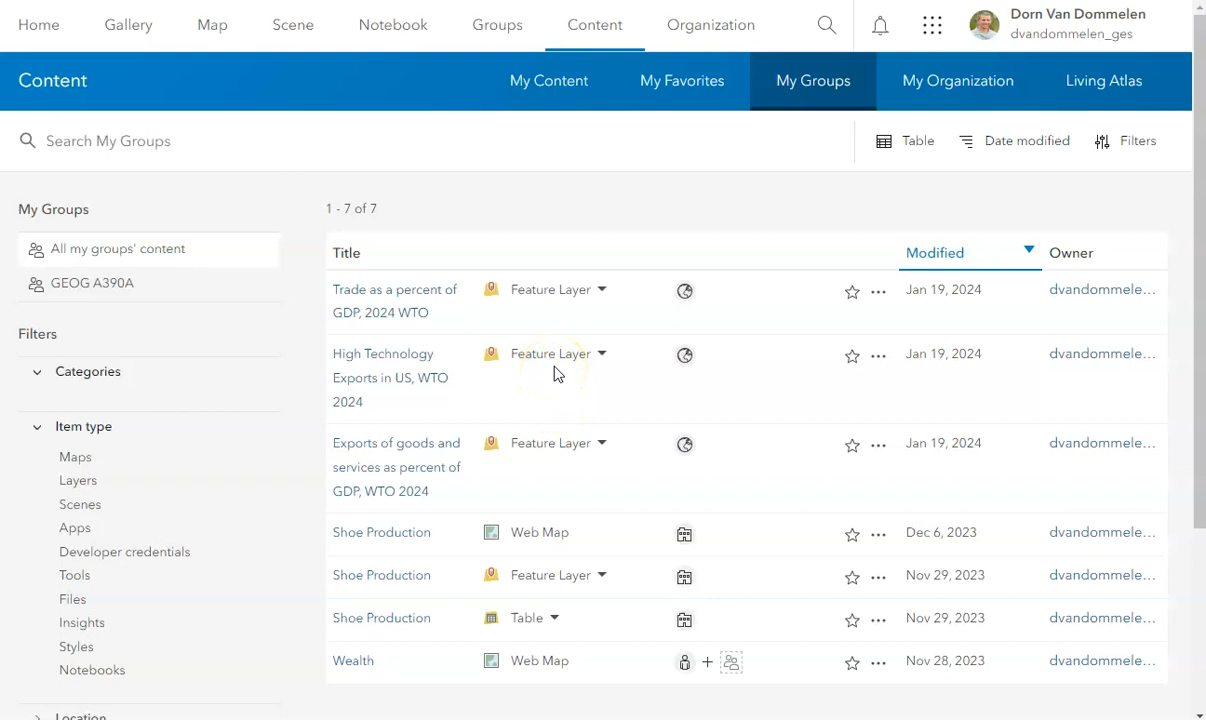 Home Gallery Map Scene Notebook Groups Content Organization Dorn Van Dommelen
dvandommelen_ges
Content My Content My Favorites My Groups My Organization Living Atlas
Search My Groups Table Date modified Filters
My Groups 1 - 7 of 7
All my groups' content
GEOG A390A
Filters
Categories
Item type
Maps
Layers
Scenes
Apps
Developer credentials
Tools
Files
Insights
Styles
Notebooks
Location
Title Modified Owner
Trade as a percent of Feature Layer Jan 19, 2024 dvandommele...
GDP, 2024 WTO
High Technology Feature Layer Jan 19, 2024 dvandommele...
Exports in US, WTO
2024
Exports of goods and Feature Layer Jan 19, 2024 dvandommele...
services as percent of
GDP, WTO 2024
Shoe Production Web Map Dec 6, 2023 dvandommele...
Shoe Production Feature Layer Nov 29, 2023 dvandommele...
Shoe Production Table Nov 29, 2023 dvandommele...
Wealth Web Map + Nov 28, 2023 dvandommele...